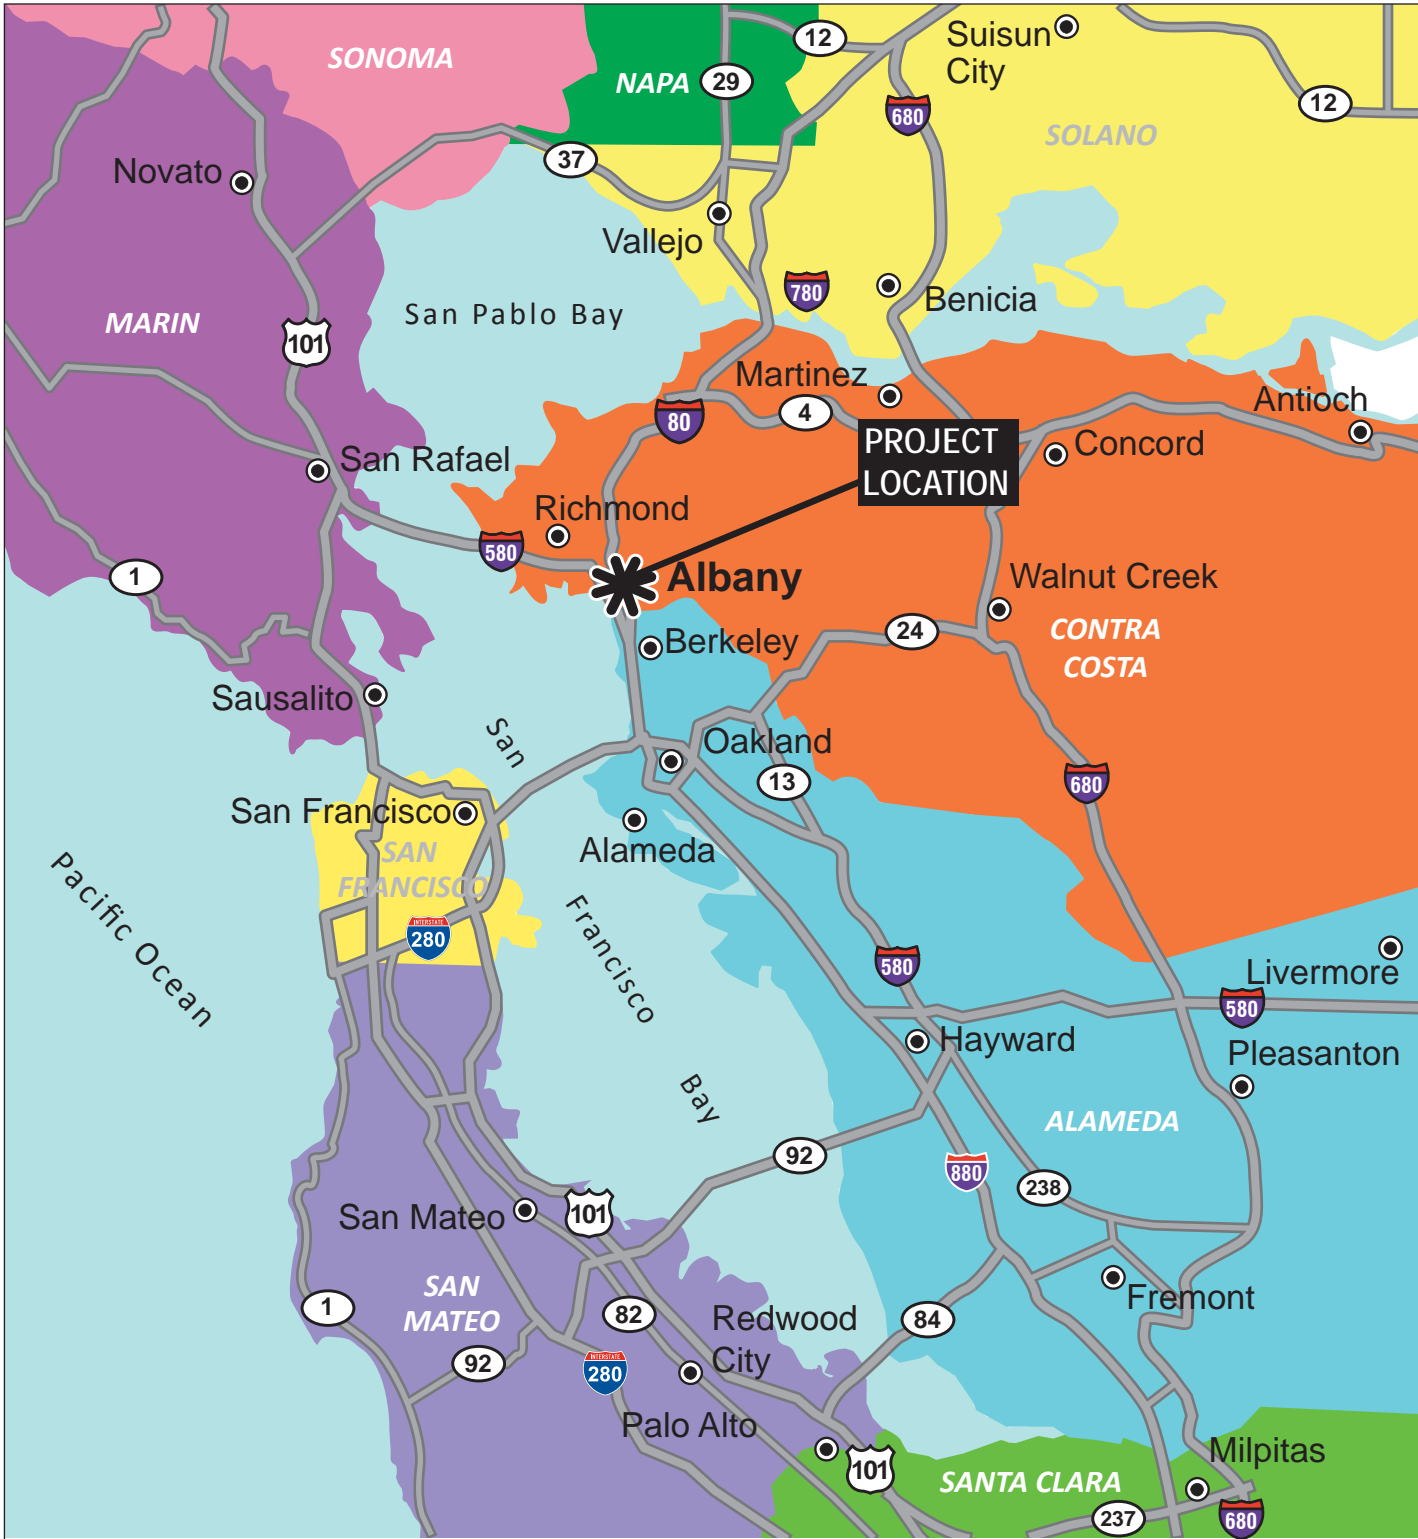 SONOMA
12
Suisun
City
NAPA
29
680
12
SOLANO
37
Novato
Vallejo
780
Benicia
San Pablo Bay
MARIN
101
Martinez
80
4
Antioch
PROJECT
LOCATION
Concord
San Rafael
Richmond
580
1
Albany
Walnut Creek
24
CONTRA
COSTA
Berkeley
Sausalito
San
Oakland
13
680
San Francisco
SAN
FRANCISCO
Alameda
Pacific Ocean
Francisco
INTERSTATE
280
580
Livermore
580
Hayward
Pleasanton
Bay
ALAMEDA
92
880
238
San Mateo
101
SAN
MATEO
1
82
Redwood
City
84
Fremont
92
INTERSTATE
280
Palo Alto
101
SANTA CLARA
Milpitas
237
680